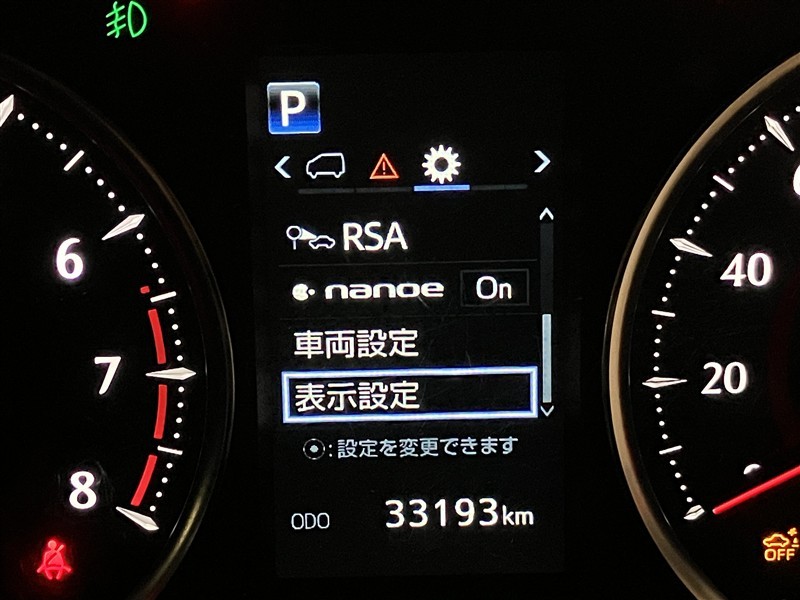 P
RSA
nanoe On
車両設定
表示設定
:設定を変更できます
ODO 33193km
6
7
8
40
20
OFF